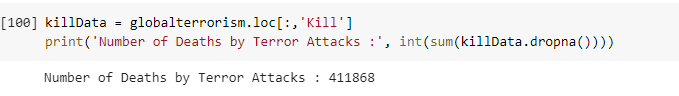 [100] killData = globalterrorism.loc[:,'Kill']
print('Number of Deaths by Terror Attacks :', int(sum(killData.dropna())))
Number of Deaths by Terror Attacks : 411868